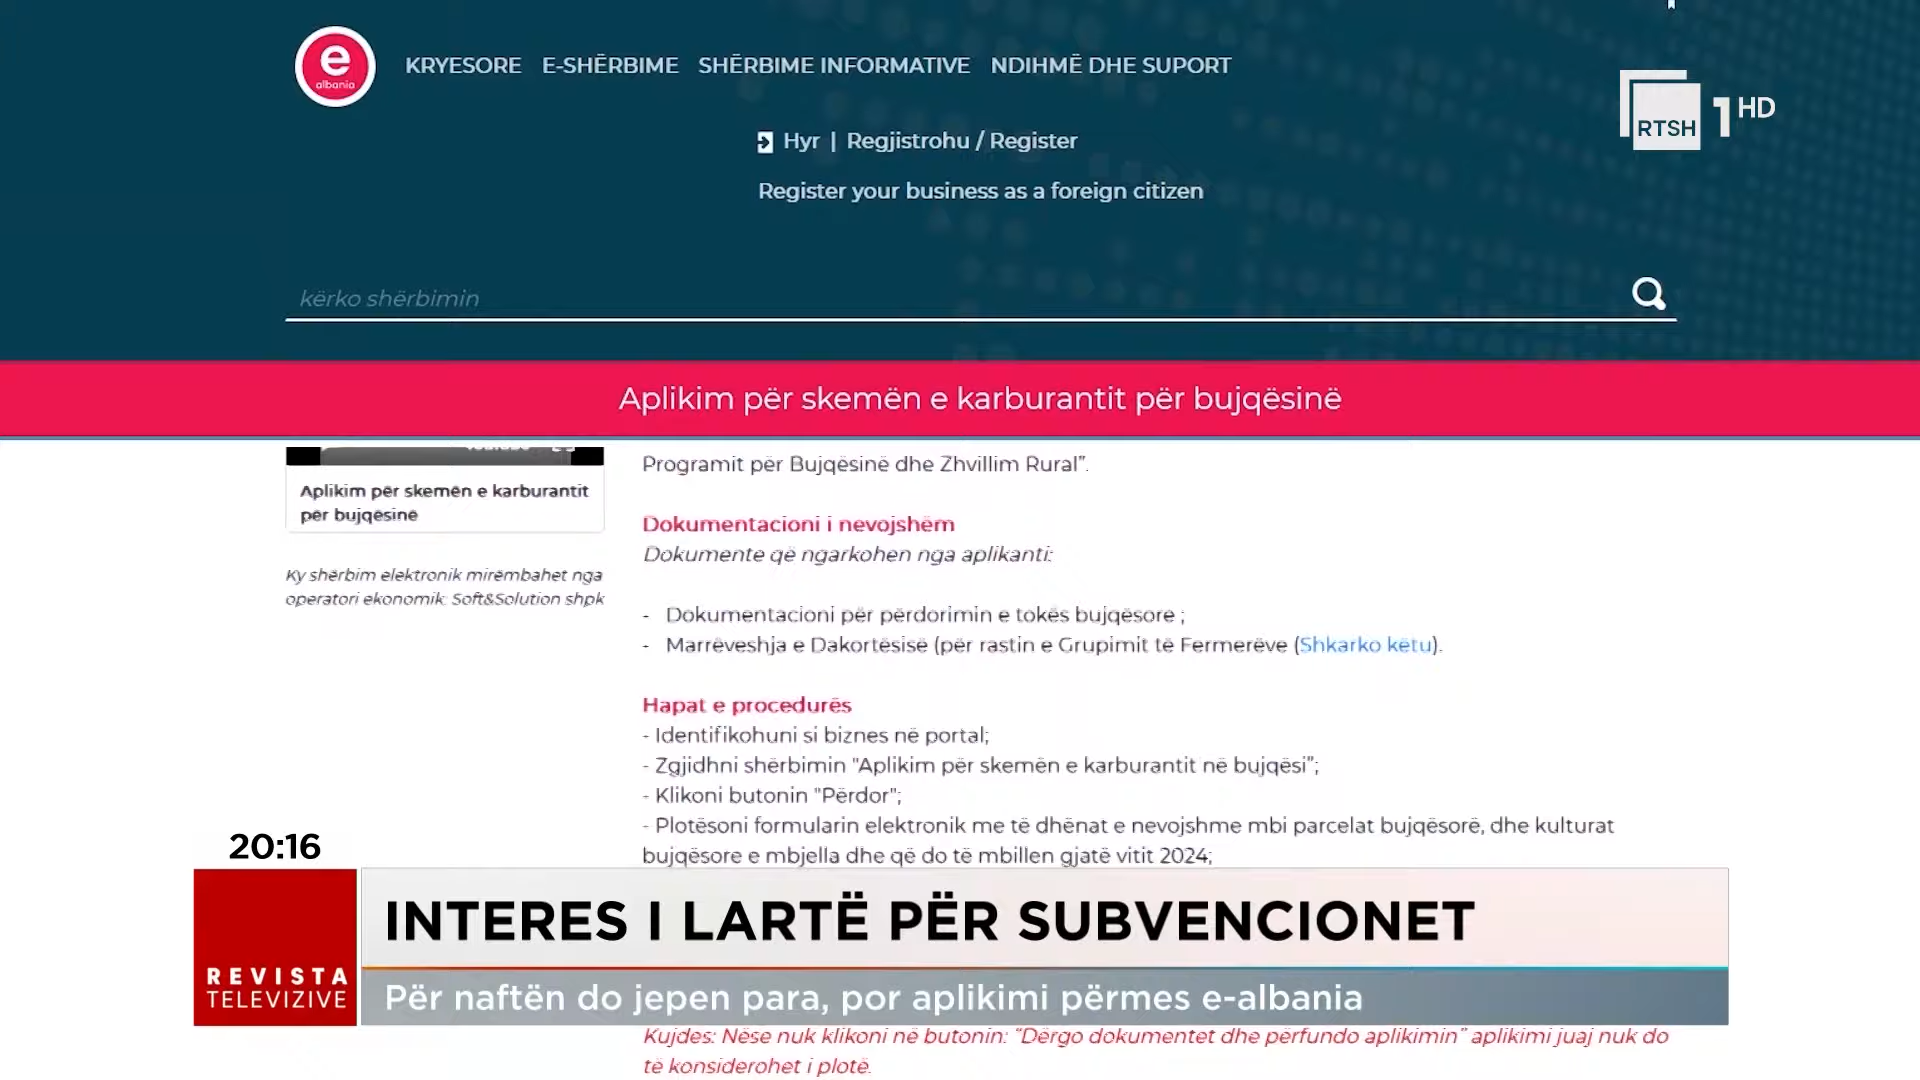 e
albania
KRYESORE E-SHËRBIME SHËRBIME INFORMATIVE NDIHMË DHE SUPORT
RTSH 1 HD
Hyr | Regjistrohu / Register
Register your business as a foreign citizen
kërko shërbimin
Aplikim për skemën e karburantit për bujqësinë
Aplikim për skemën e karburantit
për bujqësinë
Ky shërbim elektronik mirëmbahet nga
operatori ekonomik: Soft&Solution shpk
Programit për Bujqësinë dhe Zhvillim Rural”.
Dokumentacioni i nevojshëm
Dokumente që ngarkohen nga aplikanti:
- Dokumentacioni për përdorimin e tokës bujqësore ;
- Marrëveshja e Dakortësisë (për rastin e Grupimit të Fermerëve (Shkarko këtu).
Hapat e procedurës
- Identifikohuni si biznes në portal;
- Zgjidhni shërbimin "Aplikim për skemën e karburantit në bujqësi”;
- Klikoni butonin "Përdor";
- Plotësoni formularin elektronik me të dhënat e nevojshme mbi parcelat bujqësorë, dhe kulturat
bujqësore e mbjella dhe që do të mbillen gjatë vitit 2024;
20:16
REVISTA
TELEVIZIVE
INTERES I LARTË PËR SUBVENCIONET
Për naftën do jepen para, por aplikimi përmes e-albania
Kujdes: Nëse nuk klikoni në butonin: “Dërgo dokumentet dhe përfundo aplikimin” aplikimi juaj nuk do
të konsiderohet i plotë.